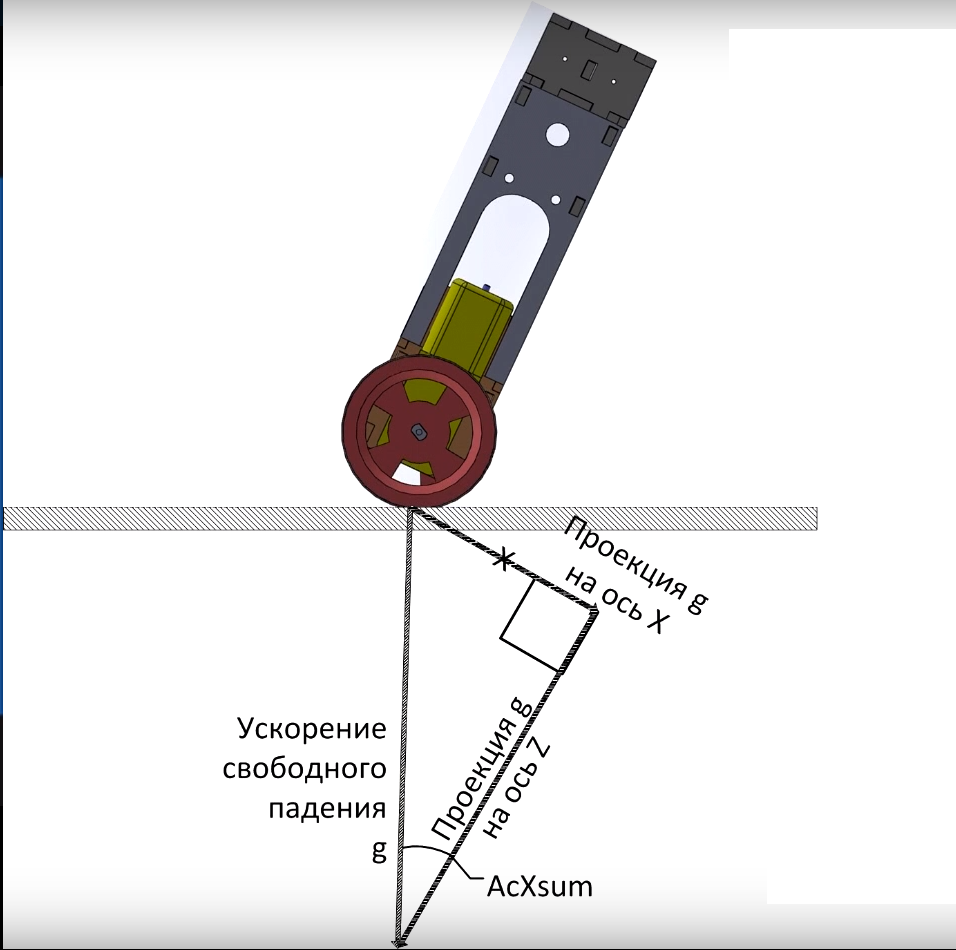 Проекция g
на ось X
Ускорение
свободного
падения
g
Проекция g
на ось Z
AcXsum